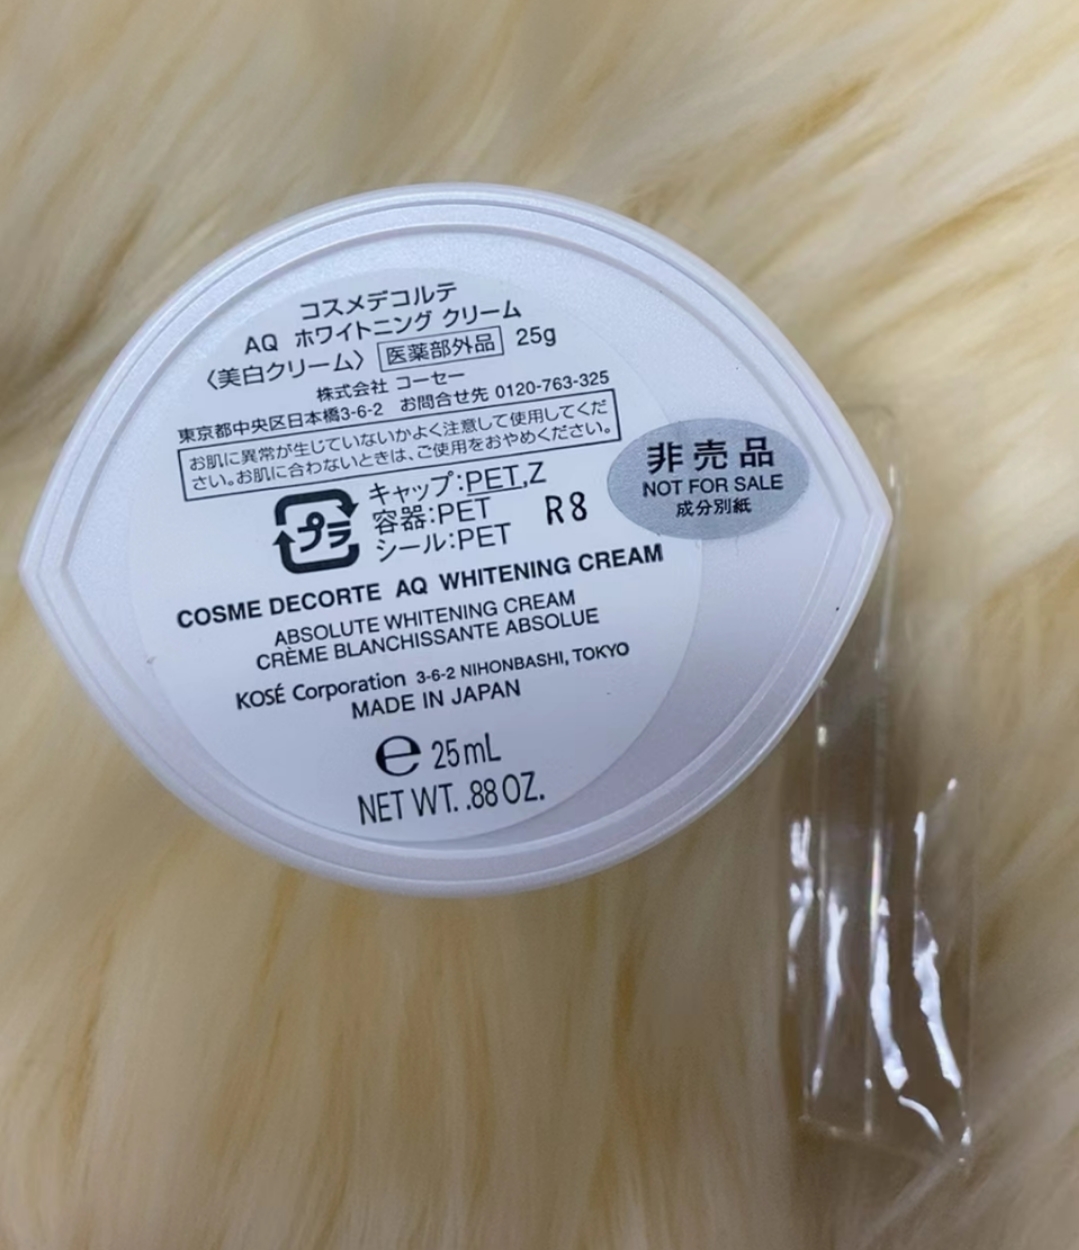 コスメデコルテ
AQ ホワイトニング クリーム
〈美白クリーム〉 医薬部外品 25g
株式会社 コーセー
東京都中央区日本橋3-6-2 お問合せ先 0120-763-325
お肌に異常が生じていないかよく注意して使用してくだ
さい。お肌に合わないときは、ご使用をおやめください。
プラ
キャップ:PET,Z
容器:PET
シール:PET
R8
非売品
NOT FOR SALE
成分別紙
COSME DECORTE AQ WHITENING CREAM
ABSOLUTE WHITENING CREAM
CRÈME BLANCHISSANTE ABSOLUE
KOSÉ Corporation 3-6-2 NIHONBASHI, TOKYO
MADE IN JAPAN
℮ 25mL
NET WT. .88 OZ.